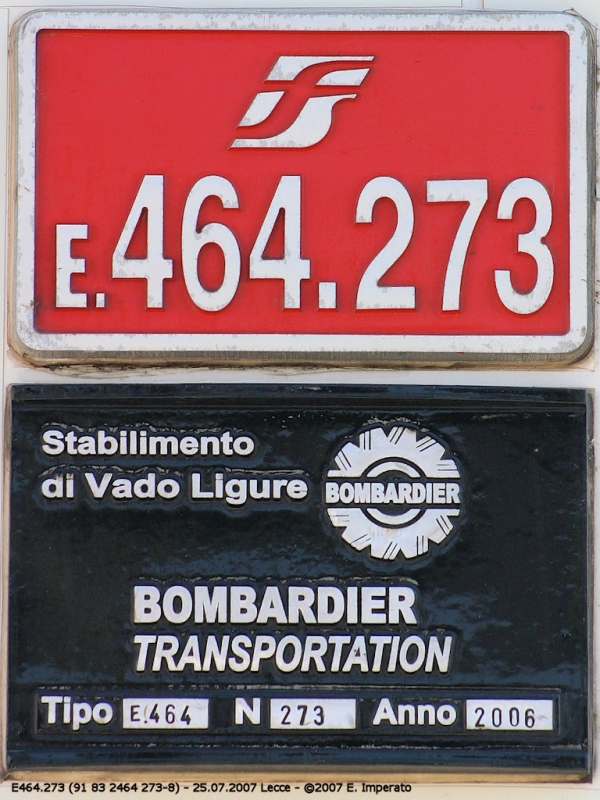 E.464.273
Stabilimento
di Vado Ligure
BOMBARDIER
BOMBARDIER
TRANSPORTATION
Tipo E.464 N 273 Anno 2006
E464.273 (91 83 2464 273-8) - 25.07.2007 Lecce - ©2007 E. Imperato